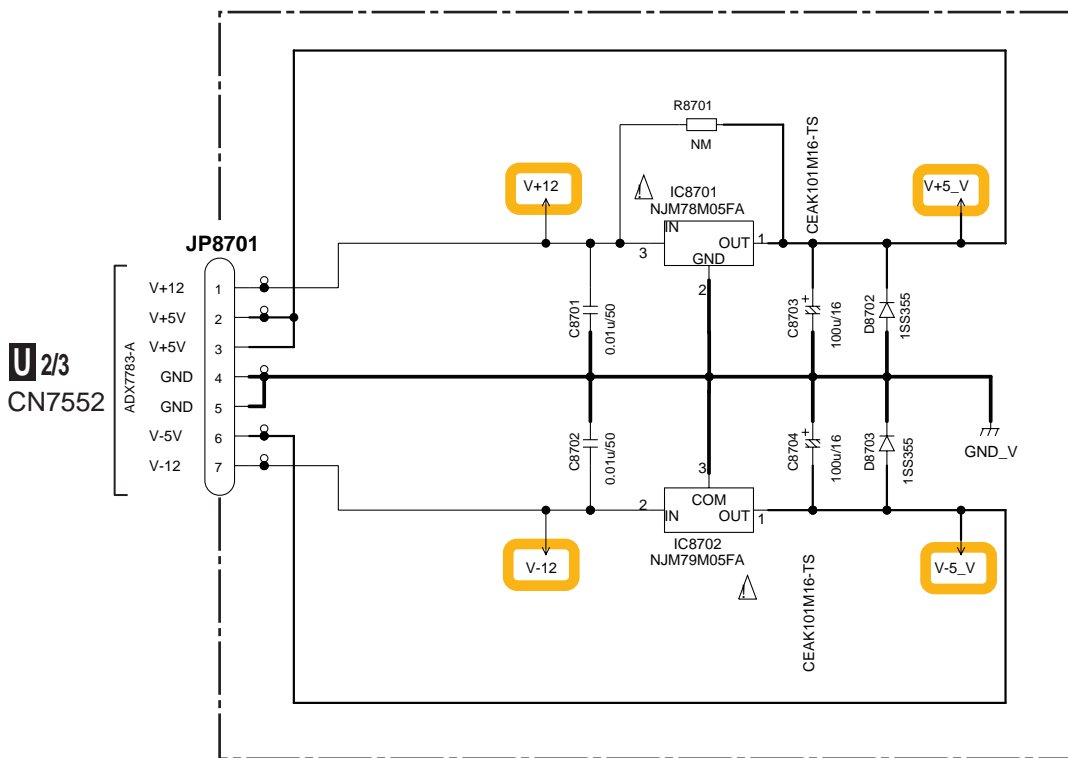 R8701
NM
CEAK101M16-TS
V+12
IC8701
NJM78M05FA
V+5_V
IN
OUT
GND
3
1
2
JP8701
V+12
1
V+5V
2
V+5V
3
GND
4
GND
5
V-5V
6
V-12
7
ADX7783-A
U 2/3
CN7552
C8701
0.01u/50
C8703
+
100u/16
D8702
1SS355
C8702
0.01u/50
C8704
+
100u/16
D8703
1SS355
GND_V
3
COM
2
IN
OUT
1
IC8702
NJM79M05FA
V-12
V-5_V
!
!
CEAK101M16-TS